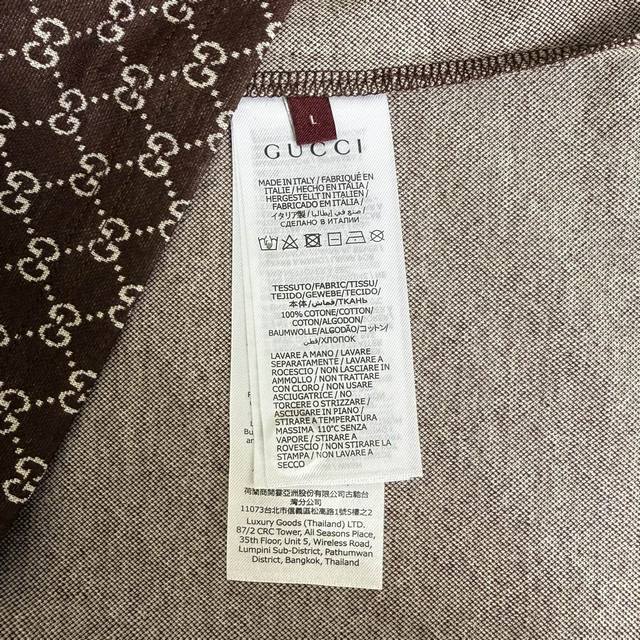 L
GUCCI
MADE IN ITALY / FABRIQUÉ EN
ITALIE / HECHO EN ITALIA /
HERGESTELLT IN ITALIEN /
FABRICADO EM ITALIA /
イタリア製 / صنع في إيطاليا /
СДЕЛАНО В ИТАЛИИ
TESSUTO/FABRIC/TISSU/
TEJIDO/GEWEBE/TECIDO/
本体/قماش/ТКАНЬ
100% COTONE/COTTON/
COTON/ALGODON/
BAUMWOLLE/ALGODÃO/コットン/
قطن/ХЛОПОК
LAVARE A MANO / LAVARE
SEPARATAMENTE / LAVARE A
ROCESCIO / NON LASCIARE IN
AMMOLLO / NON TRATTARE
CON CLORO / NON USARE
ASCIUGATRICE / NO
TORCERE O STRIZZARE /
ASCIUGARE IN PIANO /
STIRARE A TEMPERATURA
MASSIMA 110°C SENZA
VAPORE / STIRARE A
ROVESCIO / NON STIRARE LA
STAMPA / NON LAVARE A
SECCO
荷蘭商開雲亞洲股份有限公司古馳台
灣分公司
11073台北市信義區松高路1號5樓之2
Luxury Goods (Thailand) LTD.
87/2 CRC Tower, All Seasons Place,
35th Floor, Unit 5, Wireless Road,
Lumpini Sub-District, Pathumwan
District, Bangkok, Thailand